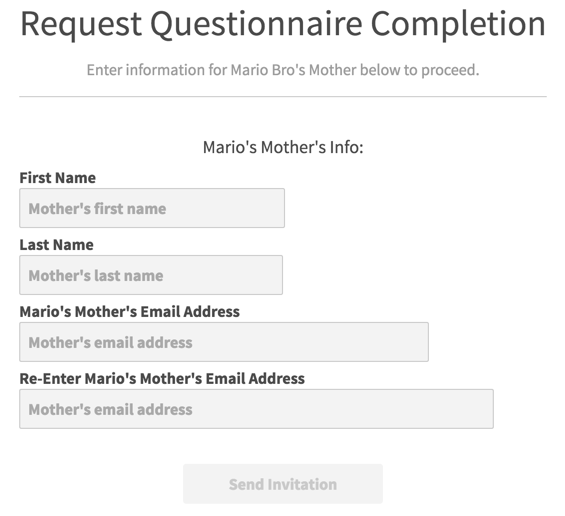 Request Questionnaire Completion
Enter information for Mario Bro's Mother below to proceed.
Mario's Mother's Info:
First Name
Mother's first name
Last Name
Mother's last name
Mario's Mother's Email Address
Mother's email address
Re-Enter Mario's Mother's Email Address
Mother's email address
Send Invitation